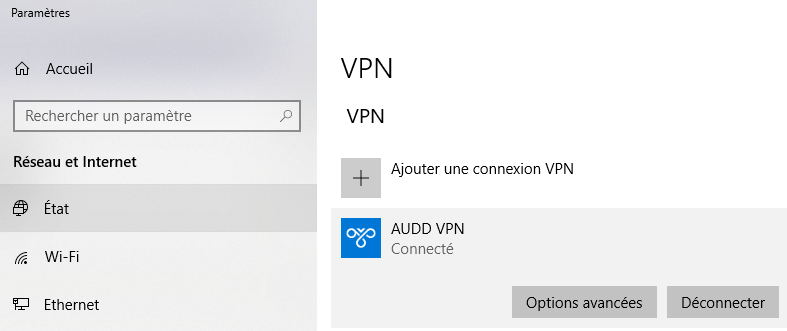 Paramètres
Accueil
Rechercher un paramètre
Réseau et Internet
État
Wi-Fi
Ethernet
VPN
VPN
Ajouter une connexion VPN
AUDD VPN
Connecté
Options avancées
Déconnecter